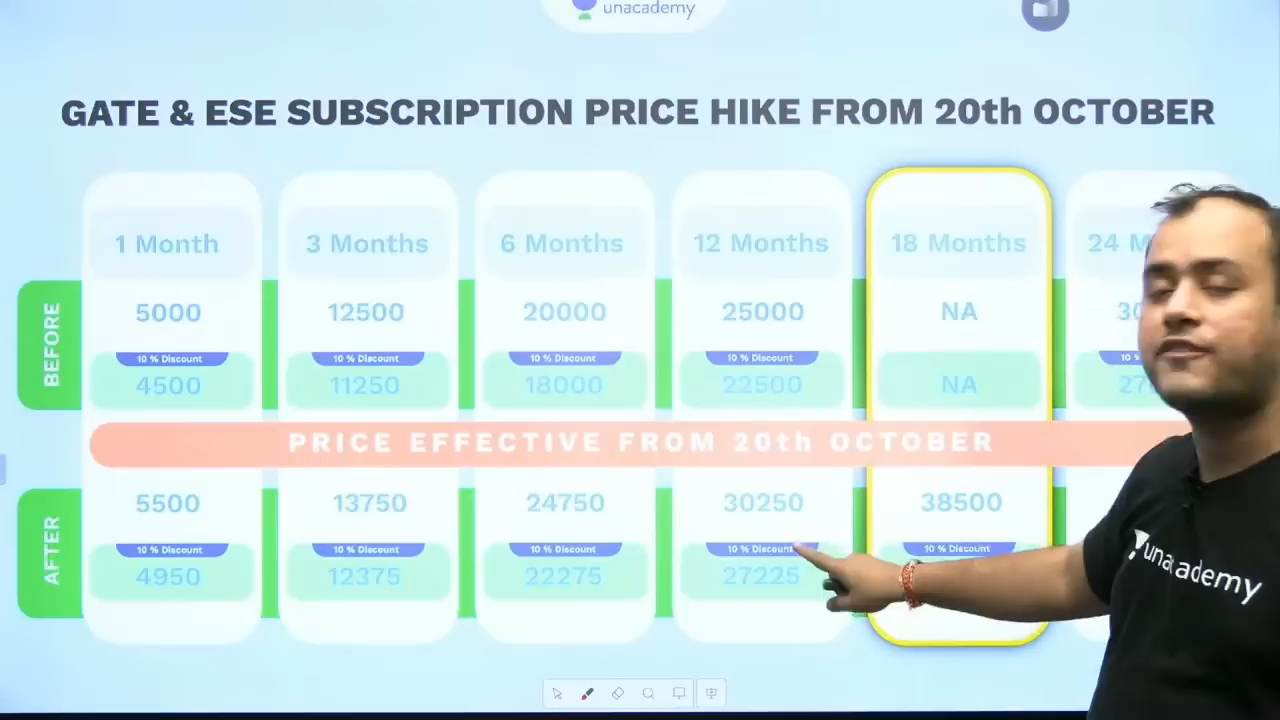 unacademy
GATE & ESE SUBSCRIPTION PRICE HIKE FROM 20th OCTOBER
1 Month 3 Months 6 Months 12 Months 18 Months 24
BEFORE
5000 12500 20000 25000 NA
10 % Discount 10 % Discount 10 % Discount 10 % Discount
4500 11250 18000 22500 NA
PRICE EFFECTIVE FROM 20th OCTOBER
AFTER
5500 13750 24750 30250 38500
10 % Discount 10 % Discount 10 % Discount 10 % Discount 10 % Discount
4950 12375 22275 27225
unacademy